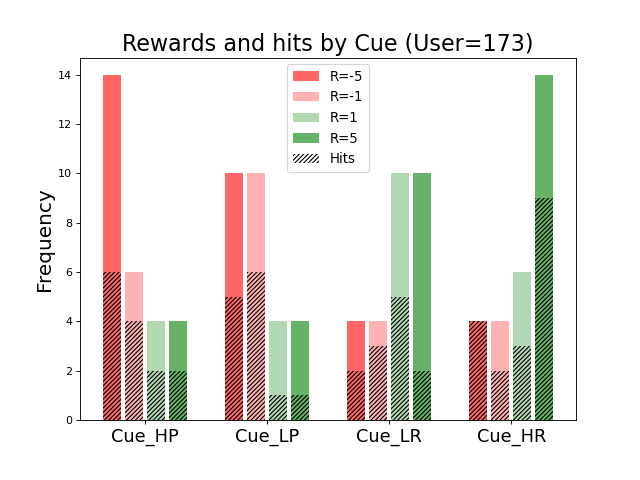 Rewards and hits by Cue (User=173)
R=-5
R=-1
R=1
R=5
Hits
Frequency
14
12
10
8
6
4
2
0
Cue_HP Cue_LP Cue_LR Cue_HR